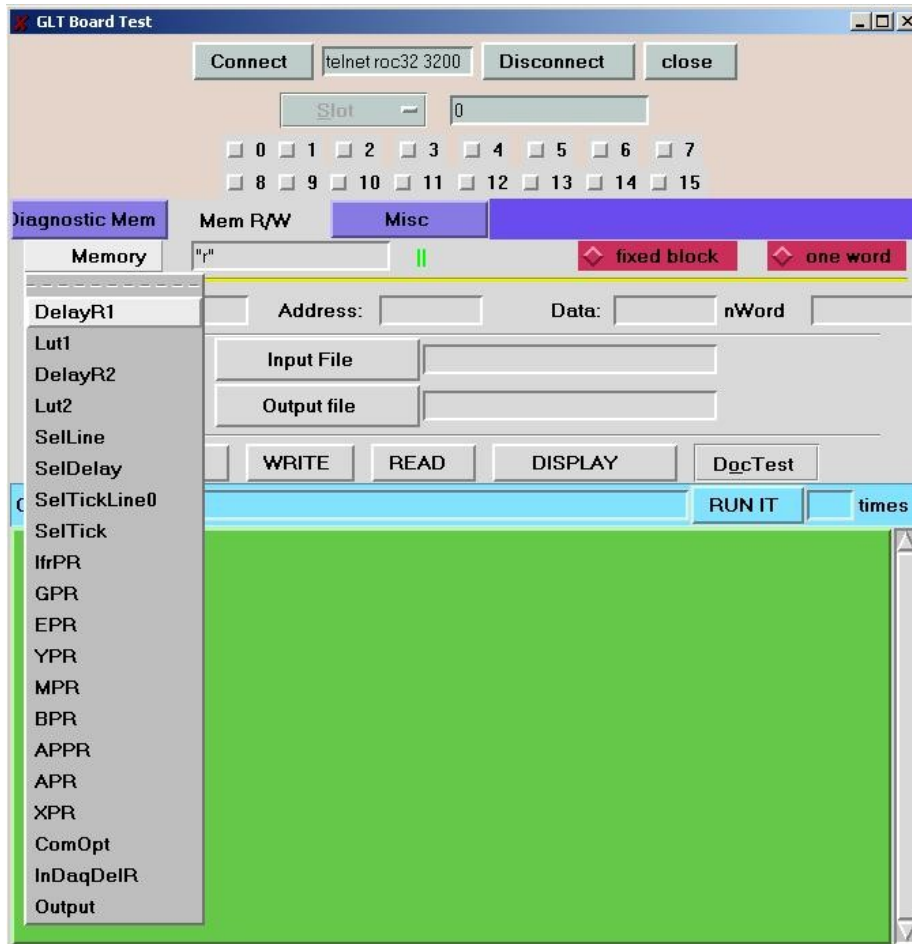 GLT Board Test
Connect telnet roc32 3200 Disconnect close
Slot 0
0 1 2 3 4 5 6 7
8 9 10 11 12 13 14 15
Diagnostic Mem Mem R/W Misc
Memory "r" || fixed block one word
Address: Data: nWord
Input File
Output file
WRITE READ DISPLAY DocTest
RUN IT times
DelayR1
Lut1
DelayR2
Lut2
SelLine
SelDelay
SelTickLine0
SelTick
IfrPR
GPR
EPR
YPR
MPR
BPR
APPR
APR
XPR
ComOpt
InDaqDelR
Output